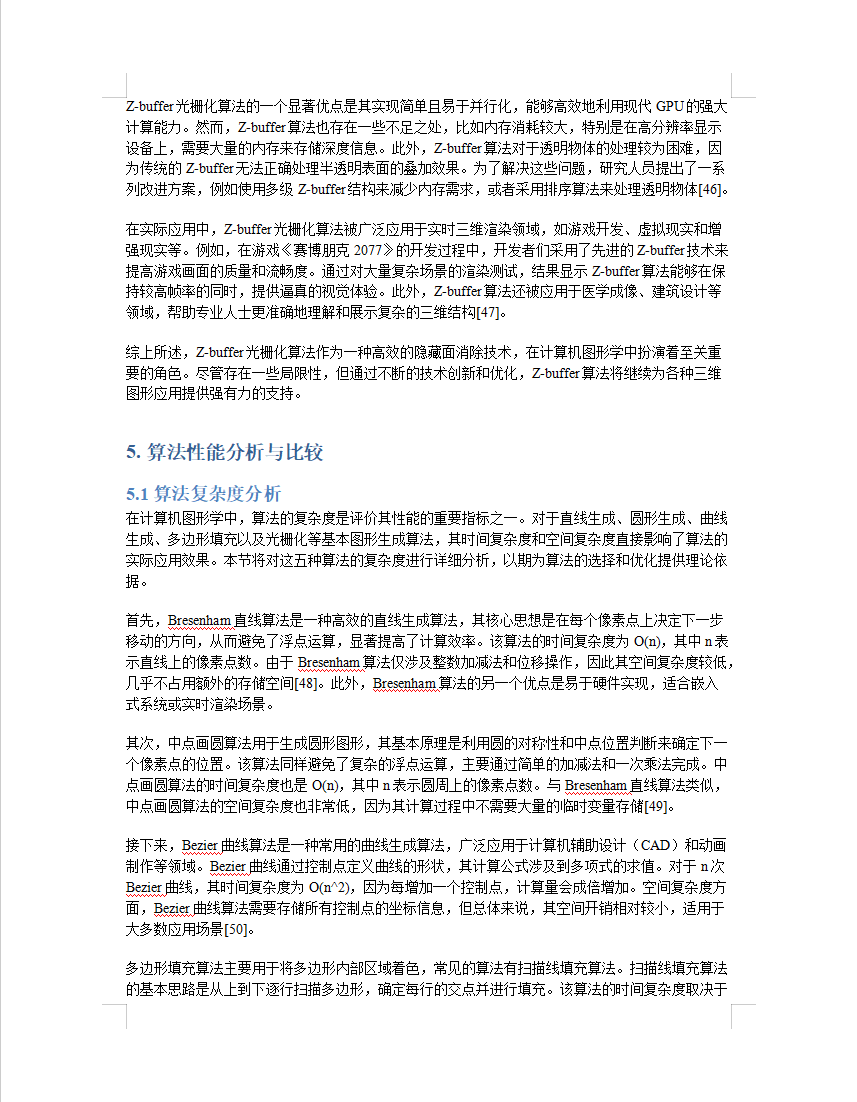 Z-buffer 光栅化算法的一个显著优点是其实现简单且易于并行化，能够高效地利用现代 GPU 的强大
计算能力。然而，Z-buffer 算法也存在一些不足之处，比如内存消耗较大，特别是在高分辨率显示
设备上，需要大量的内存来存储深度信息。此外，Z-buffer 算法对于透明物体的处理较为困难，因
为传统的 Z-buffer 无法正确处理半透明表面的叠加效果。为了解决这些问题，研究人员提出了一系
列改进方案，例如使用多级 Z-buffer 结构来减少内存需求，或者采用排序算法来处理透明物体[46]。
在实际应用中，Z-buffer 光栅化算法被广泛应用于实时三维渲染领域，如游戏开发、虚拟现实和增
强现实等。例如，在游戏《赛博朋克 2077》的开发过程中，开发者们采用了先进的 Z-buffer 技术来
提高游戏画面的质量和流畅度。通过对大量复杂场景的渲染测试，结果显示 Z-buffer 算法能够在保
持较高帧率的同时，提供逼真的视觉体验。此外，Z-buffer 算法还被应用于医学成像、建筑设计等
领域，帮助专业人士更准确地理解和展示复杂的三维结构[47]。
综上所述，Z-buffer 光栅化算法作为一种高效的隐藏面消除技术，在计算机图形学中扮演着至关重
要的角色。尽管存在一些局限性，但通过不断的技术创新和优化，Z-buffer 算法将继续为各种三维
图形应用提供强有力的支持。
5. 算法性能分析与比较
5.1 算法复杂度分析
在计算机图形学中，算法的复杂度是评价其性能的重要指标之一。对于直线生成、圆形生成、曲线
生成、多边形填充以及光栅化等基本图形生成算法，其时间复杂度和空间复杂度直接影响了算法的
实际应用效果。本节将对这五种算法的复杂度进行详细分析，以期为算法的选择和优化提供理论依
据。
首先，Bresenham 直线算法是一种高效的直线生成算法，其核心思想是在每个像素点上决定下一步
移动的方向，从而避免了浮点运算，显著提高了计算效率。该算法的时间复杂度为 O(n)，其中 n 表
示直线上的像素点数。由于 Bresenham 算法仅涉及整数加减法和位移操作，因此其空间复杂度较低，
几乎不占用额外的存储空间[48]。此外，Bresenham 算法的另一个优点是易于硬件实现，适合嵌入
式系统或实时渲染场景。
其次，中点画圆算法用于生成圆形图形，其基本原理是利用圆的对称性和中点位置判断来确定下一
个像素点的位置。该算法同样避免了复杂的浮点运算，主要通过简单的加减法和一次乘法完成。中
点画圆算法的时间复杂度也是 O(n)，其中 n 表示圆周上的像素点数。与 Bresenham 直线算法类似，
中点画圆算法的空间复杂度也非常低，因为其计算过程中不需要大量的临时变量存储[49]。
接下来，Bezier 曲线算法是一种常用的曲线生成算法，广泛应用于计算机辅助设计（CAD）和动画
制作等领域。Bezier 曲线通过控制点定义曲线的形状，其计算公式涉及到多项式的求值。对于 n 次
Bezier 曲线，其时间复杂度为 O(n^2)，因为每增加一个控制点，计算量会成倍增加。空间复杂度方
面，Bezier 曲线算法需要存储所有控制点的坐标信息，但总体来说，其空间开销相对较小，适用于
大多数应用场景[50]。
多边形填充算法主要用于将多边形内部区域着色，常见的算法有扫描线填充算法。扫描线填充算法
的基本思路是从上到下逐行扫描多边形，确定每行的交点并进行填充。该算法的时间复杂度取决于